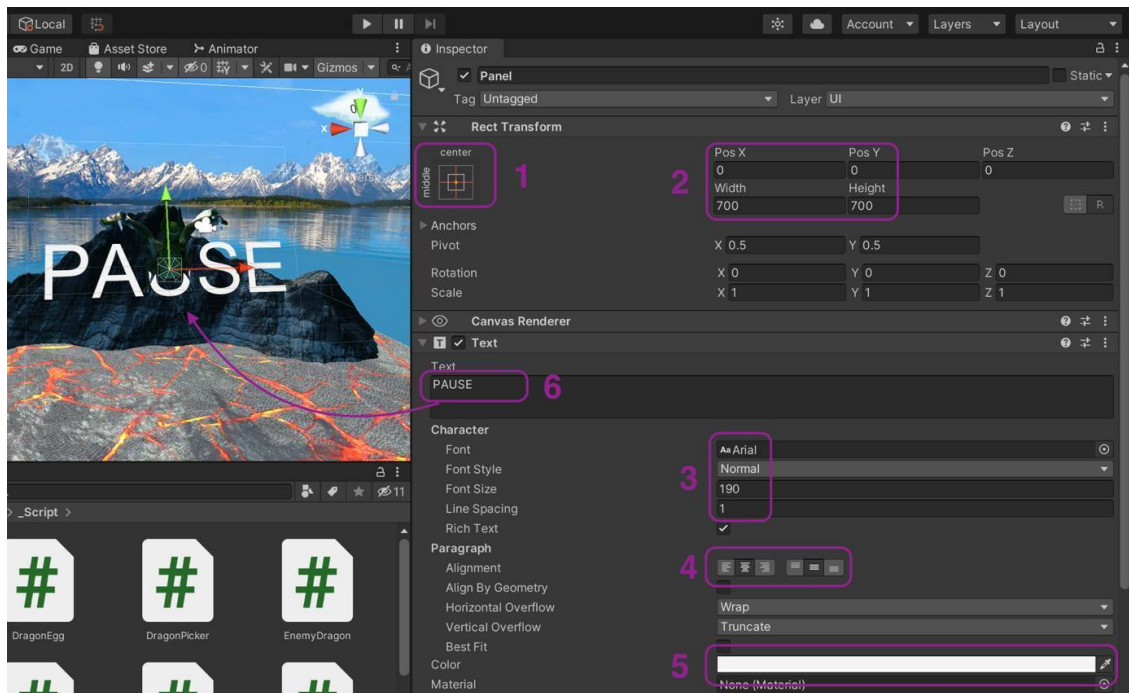 Local
Account
Layers
Layout
Game Asset Store Animator
Inspector
2D 0 Gizmos
Panel Static
Tag Untagged Layer UI
Rect Transform
center
middle
1
2
Pos X Pos Y Pos Z
0 0 0
Width Height
700 700
R
Anchors
Pivot X 0.5 Y 0.5
Rotation X 0 Y 0 Z 0
Scale X 1 Y 1 Z 1
Canvas Renderer
T Text
Text
PAUSE
6
Character
Font Aa Arial
Font Style Normal
3
Font Size 190
Line Spacing 1
Rich Text
Paragraph
4
Alignment
Align By Geometry
Horizontal Overflow Wrap
Vertical Overflow Truncate
Best Fit
5
Color
Material None (Material)
y
x
PAUSE
11
_Script >
#
#
#
DragonEgg DragonPicker EnemyDragon